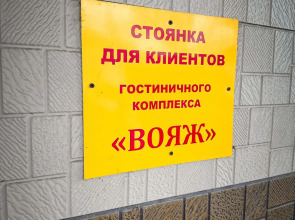 СТОЯНКА
ДЛЯ КЛИЕНТОВ
ГОСТИНИЧНОГО
КОМПЛЕКСА
«ВОЯЖ»